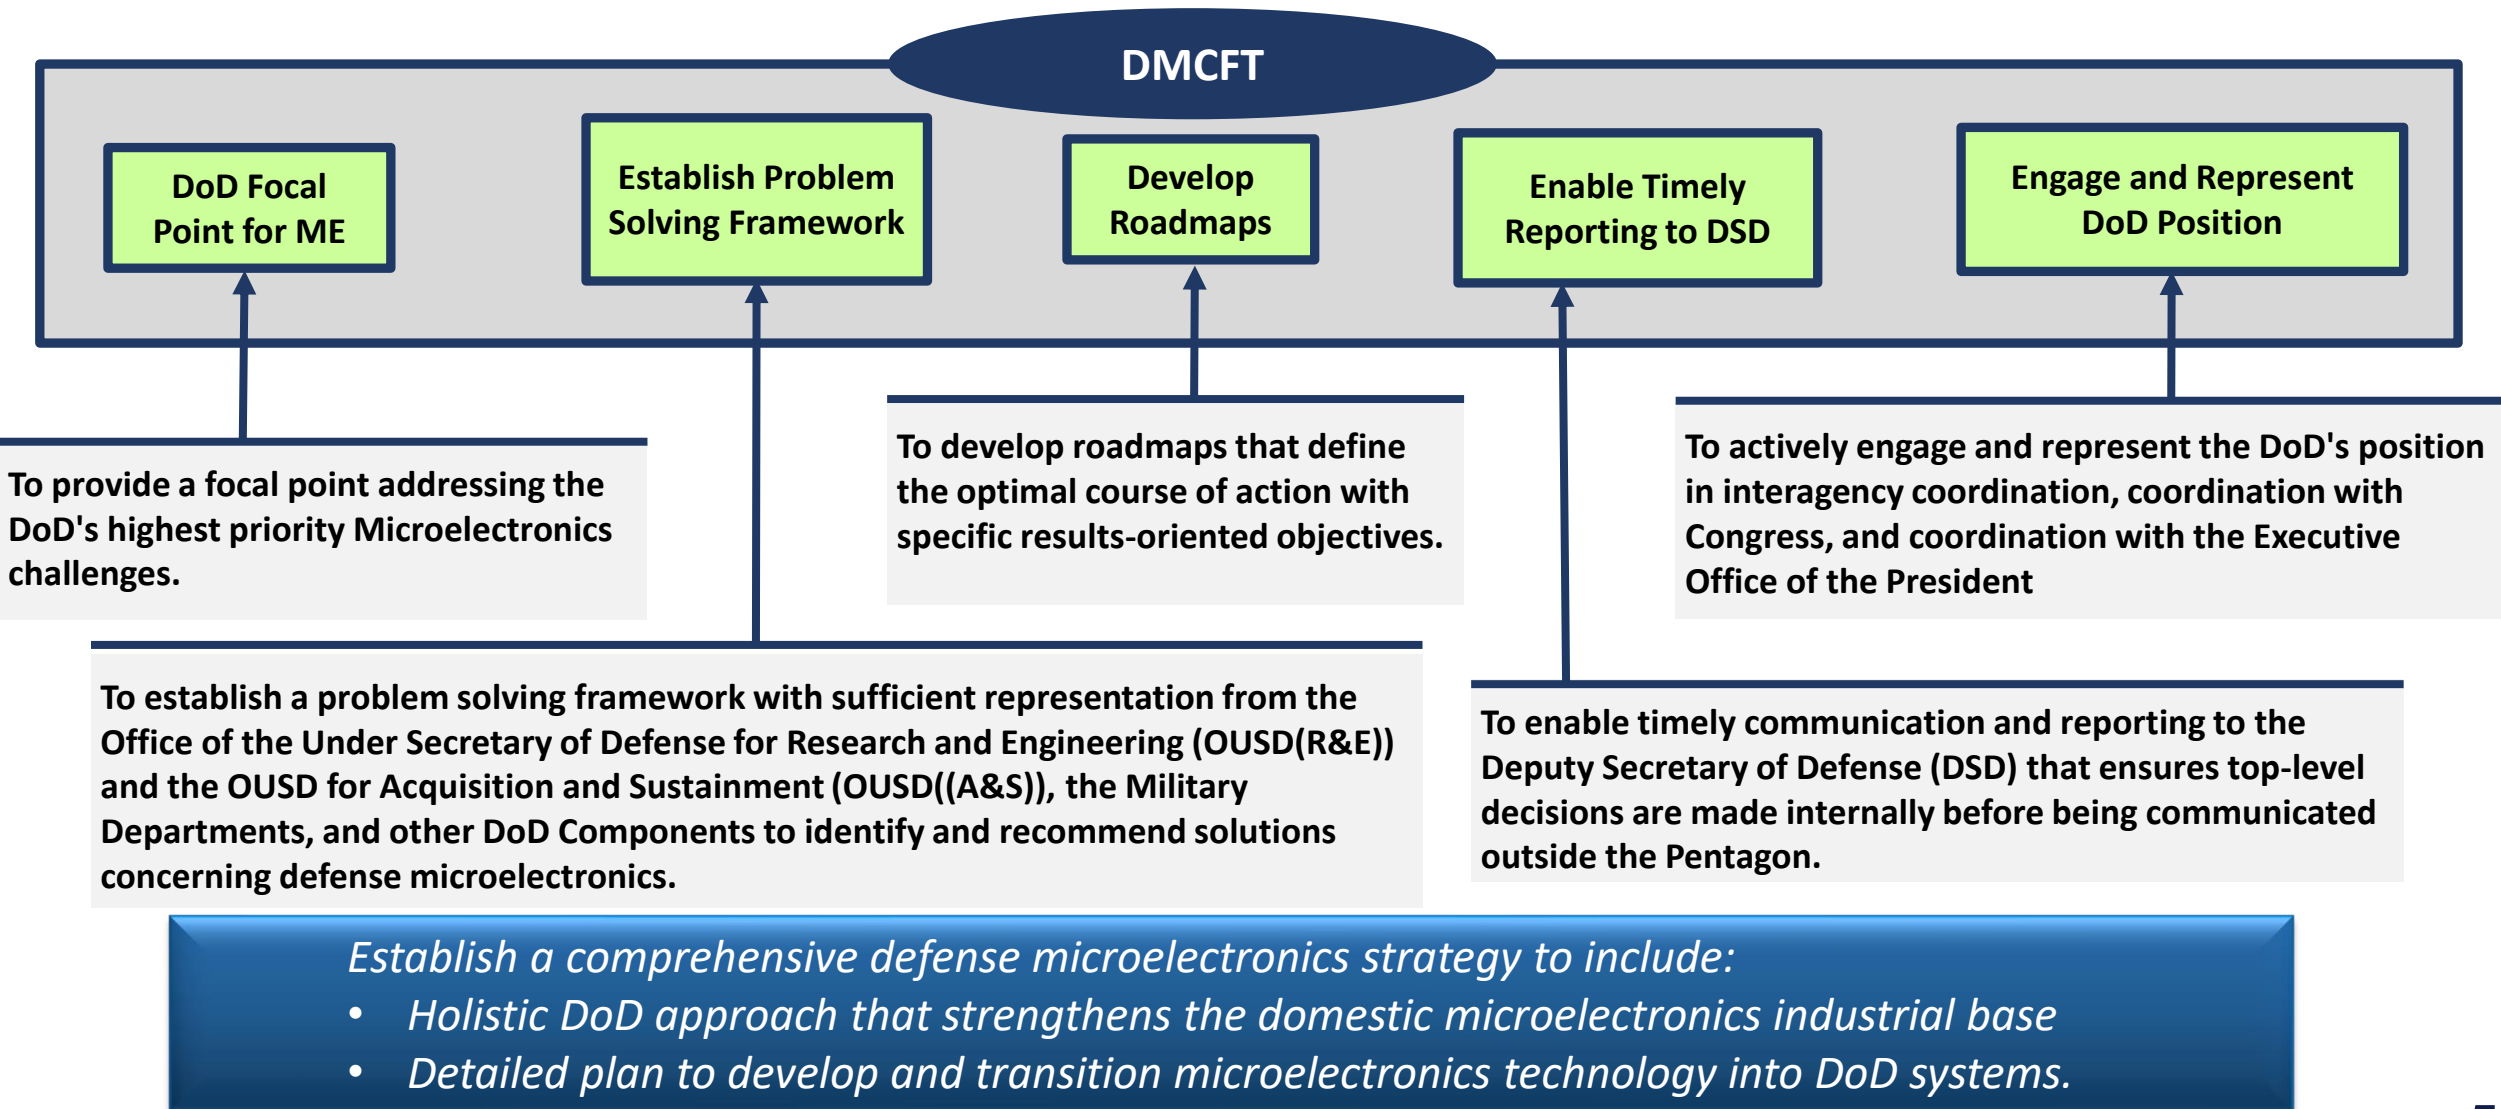 DMCFT
DoD Focal
Point for ME
Establish Problem
Solving Framework
Develop
Roadmaps
Enable Timely
Reporting to DSD
Engage and Represent
DoD Position
To provide a focal point addressing the
DoD's highest priority Microelectronics
challenges.
To develop roadmaps that define
the optimal course of action with
specific results-oriented objectives.
To actively engage and represent the DoD's position
in interagency coordination, coordination with
Congress, and coordination with the Executive
Office of the President
To establish a problem solving framework with sufficient representation from the
Office of the Under Secretary of Defense for Research and Engineering (OUSD(R&E))
and the OUSD for Acquisition and Sustainment (OUSD((A&S)), the Military
Departments, and other DoD Components to identify and recommend solutions
concerning defense microelectronics.
To enable timely communication and reporting to the
Deputy Secretary of Defense (DSD) that ensures top-level
decisions are made internally before being communicated
outside the Pentagon.
Establish a comprehensive defense microelectronics strategy to include:
• Holistic DoD approach that strengthens the domestic microelectronics industrial base
• Detailed plan to develop and transition microelectronics technology into DoD systems.